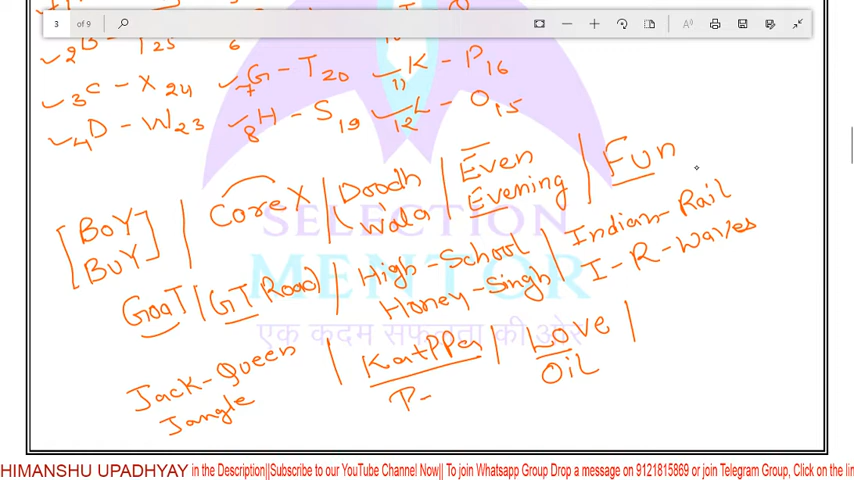 3 of 9
✓2B - Y25 6
✓3C - X24 ✓7G - T20 ✓11K - P16
✓4D - W23 ✓8H - S19 ✓12L - O15
[BoY | CoreX | Doodh | Even | Fun
BUY] Wala Evening
SELECTION
MENTOR
एक कदम सफलता की ओर
GoaT | GT Road | High-School | Indian-Rail
Honey-Singh I-R-Waves
Jack-Queen | KatPPa | LOVe |
Jangle P- OiL
HIMANSHU UPADHYAY in the Description||Subscribe to our YouTube Channel Now|| To join Whatsapp Group Drop a message on 9121815869 or join Telegram Group, Click on the lin